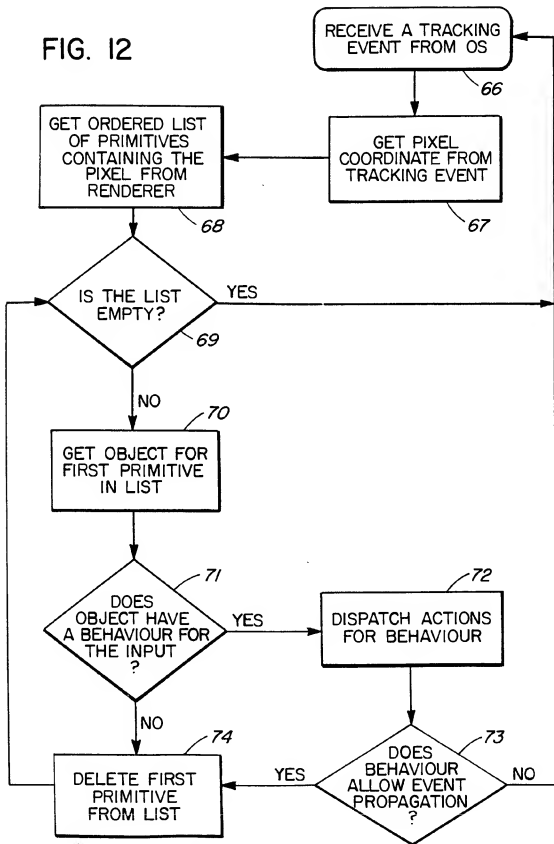 FIG. 12
RECEIVE A TRACKING
EVENT FROM OS
66
GET PIXEL
COORDINATE FROM
TRACKING EVENT
67
GET ORDERED LIST
OF PRIMITIVES
CONTAINING THE
PIXEL FROM
RENDERER
68
IS THE LIST
EMPTY?
69
YES
NO
70
GET OBJECT FOR
FIRST PRIMITIVE
IN LIST
71
DOES
OBJECT HAVE
A BEHAVIOUR FOR
THE INPUT
?
YES
72
DISPATCH ACTIONS
FOR BEHAVIOUR
NO
73
DOES
BEHAVIOUR
ALLOW EVENT
PROPAGATION
?
NO
YES
74
DELETE FIRST
PRIMITIVE
FROM LIST